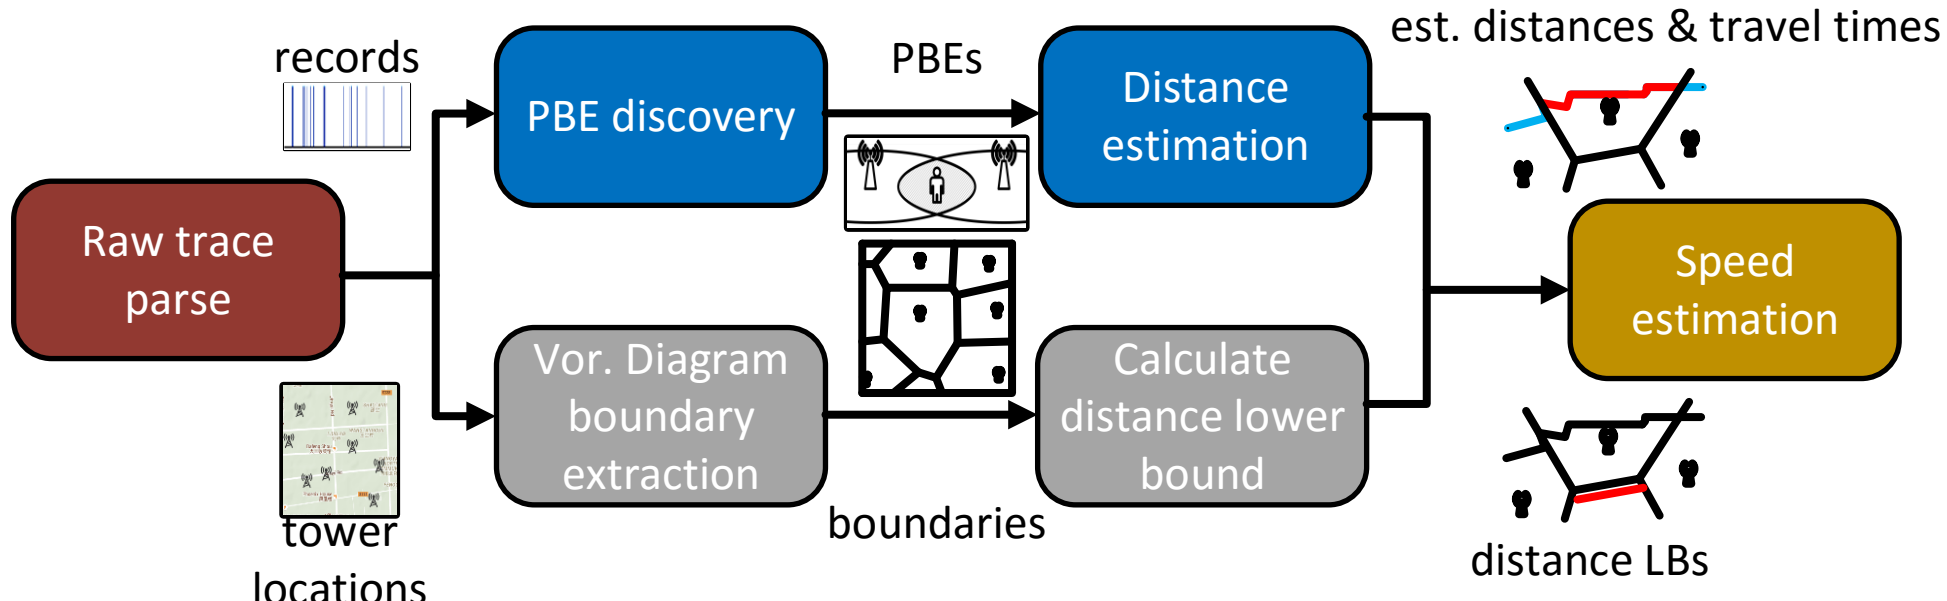 records
PBE discovery
PBEs
Distance
estimation
est. distances & travel times
Raw trace
parse
Speed
estimation
Vor. Diagram
boundary
extraction
Calculate
distance lower
bound
tower
locations
boundaries
distance LBs